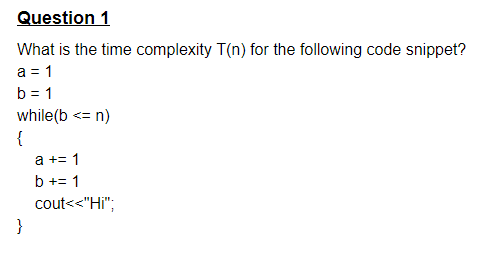 Question 1
What is the time complexity T(n) for the following code snippet?
a = 1
b = 1
while(b <= n)
{
a += 1
b += 1
cout<<"Hi";
}